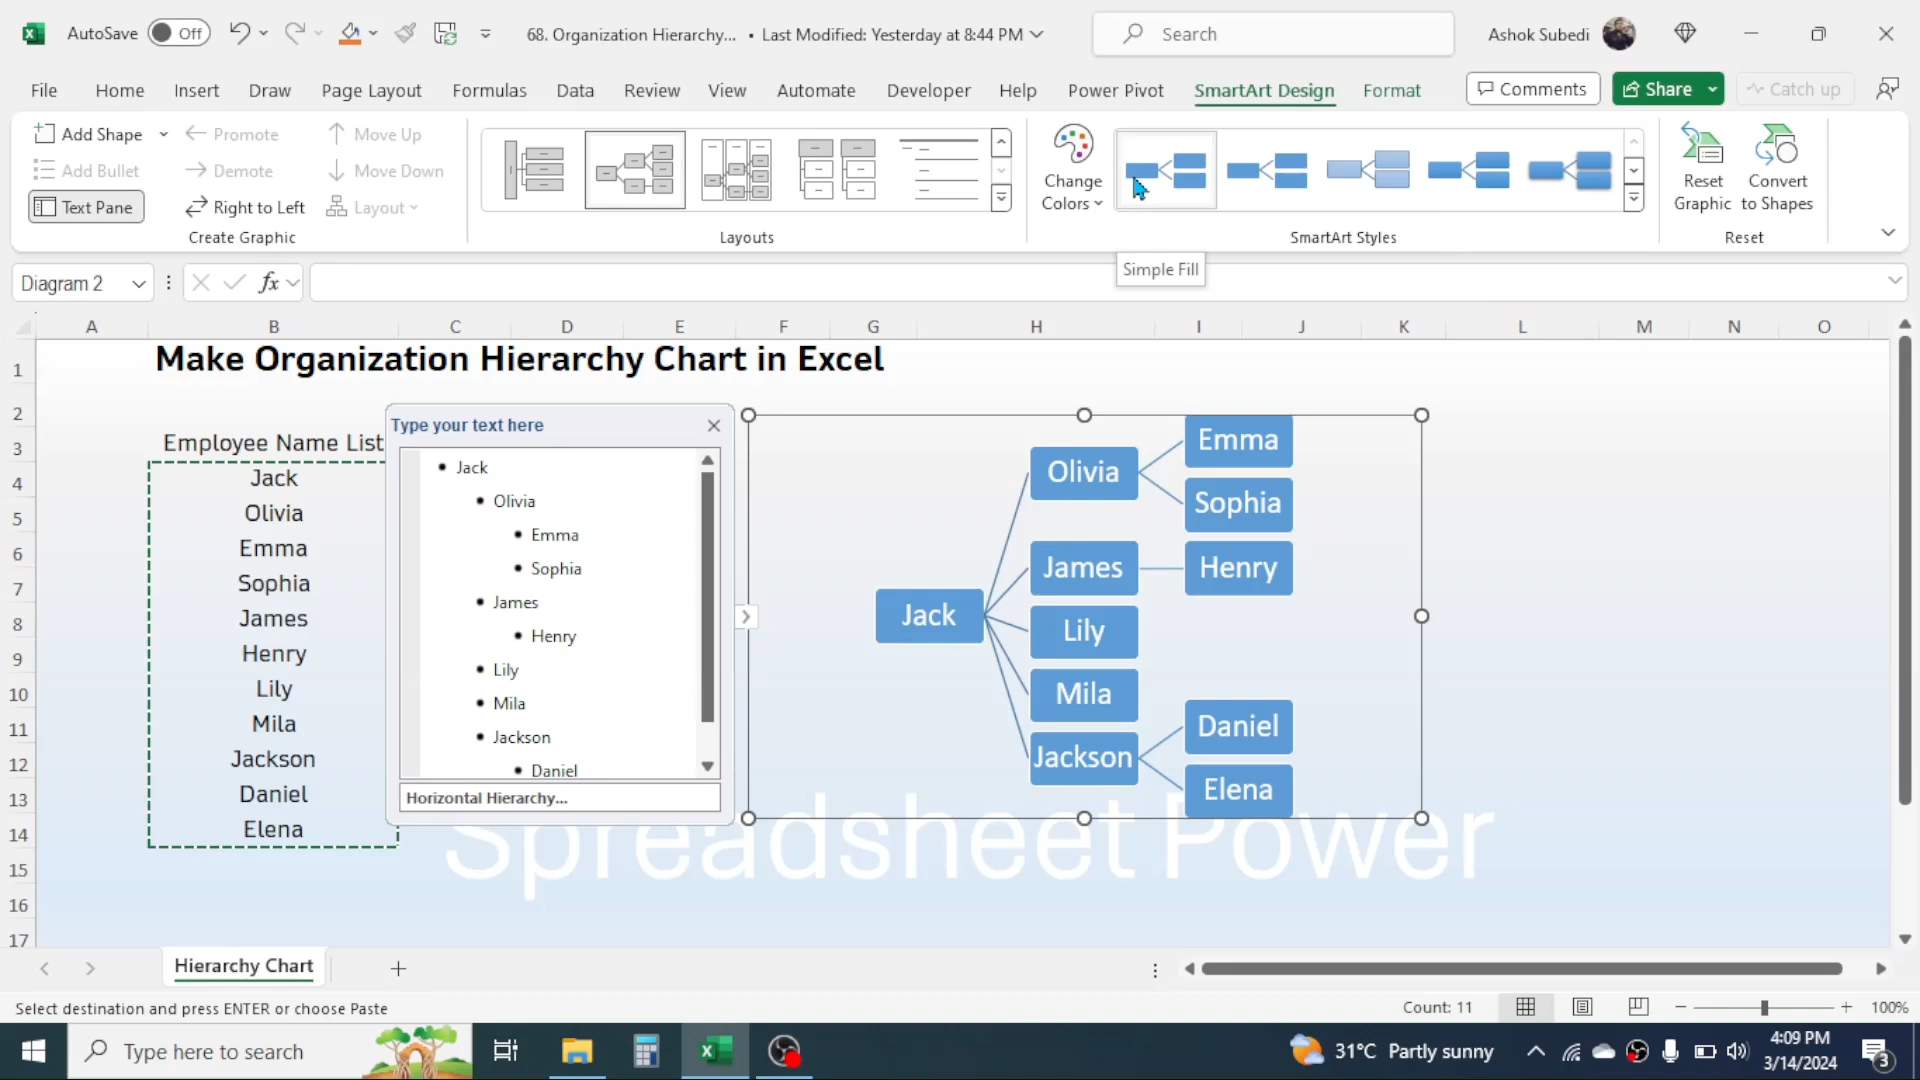 AutoSave Off
68. Organization Hierarchy... • Last Modified: Yesterday at 8:44 PM
Search
Ashok Subedi
File Home Insert Draw Page Layout Formulas Data Review View Automate Developer Help Power Pivot SmartArt Design Format
Comments Share Catch up
Add Shape Promote Move Up
Add Bullet Demote Move Down
Text Pane Right to Left Layout
Create Graphic
Layouts
Change Colors
SmartArt Styles
Reset Graphic
Convert to Shapes
Reset
Simple Fill
Diagram 2
fx
A B C D E F G H I J K L M N O
1
2
3
4
5
6
7
8
9
10
11
12
13
14
15
16
17
Make Organization Hierarchy Chart in Excel
Employee Name List
Jack
Olivia
Emma
Sophia
James
Henry
Lily
Mila
Jackson
Daniel
Elena
Type your text here
• Jack
• Olivia
• Emma
• Sophia
• James
• Henry
• Lily
• Mila
• Jackson
• Daniel
Horizontal Hierarchy...
Jack
Olivia
James
Lily
Mila
Jackson
Emma
Sophia
Henry
Daniel
Elena
Spreadsheet Power
Hierarchy Chart
Select destination and press ENTER or choose Paste
Count: 11
100%
Type here to search
31°C Partly sunny
4:09 PM
3/14/2024
3